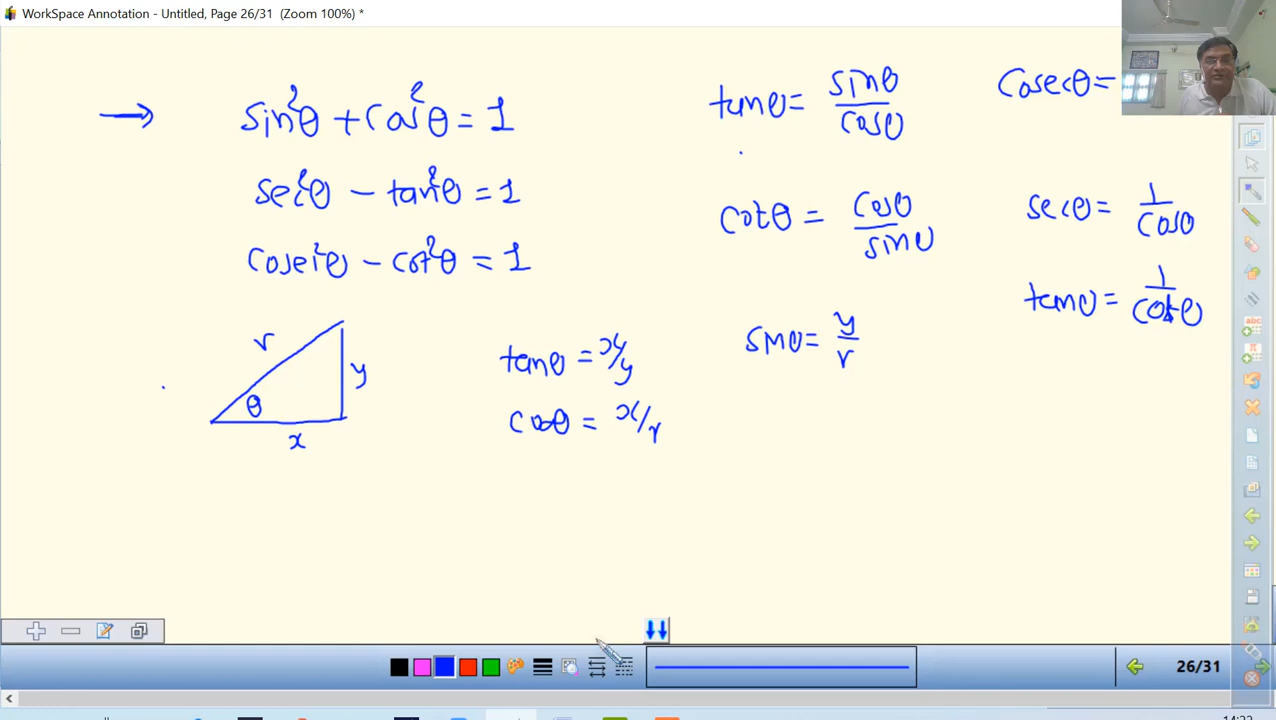 WorkSpace Annotation - Untitled, Page 26/31 (Zoom 100%) *
→ sin²θ + cos²θ = 1
sec²θ - tan²θ = 1
cosec²θ - cot²θ = 1
r
θ
y
x
tanθ = x/y
cosθ = x/r
tanθ = sinθ/cosθ
cotθ = cosθ/sinθ
sinθ = y/r
cosecθ =
secθ = 1/cosθ
tanθ = 1/cotθ
26/31